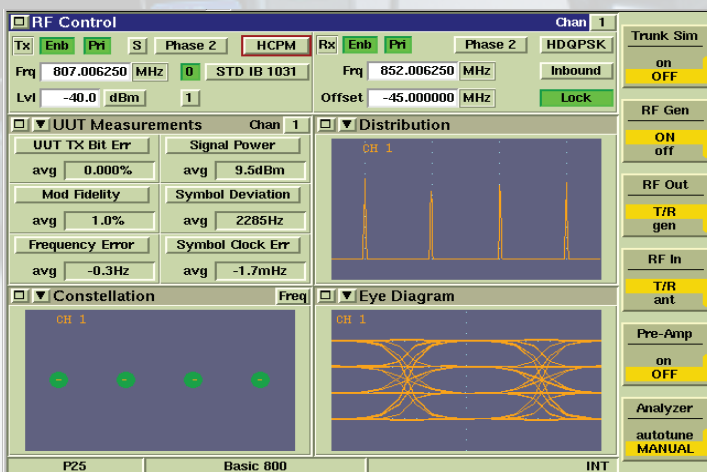 RF Control Chan 1
Tx Enb Pri S Phase 2 HCPM
Frq 807.006250 MHz 0 STD IB 1031
Lvl -40.0 dBm 1
Rx Enb Pri Phase 2 HDQPSK
Frq 852.006250 MHz Inbound
Offset -45.000000 MHz Lock
UUT Measurements Chan 1
UUT TX Bit Err Signal Power
avg 0.000% avg 9.5dBm
Mod Fidelity Symbol Deviation
avg 1.0% avg 2285Hz
Frequency Error Symbol Clock Err
avg -0.3Hz avg -1.7mHz
Distribution
CH 1
Constellation Freq
CH 1
Eye Diagram
CH 1
P25 Basic 800 INT
Trunk Sim
on
OFF
RF Gen
ON
off
RF Out
T/R
gen
RF In
T/R
ant
Pre-Amp
on
OFF
Analyzer
autotune
MANUAL